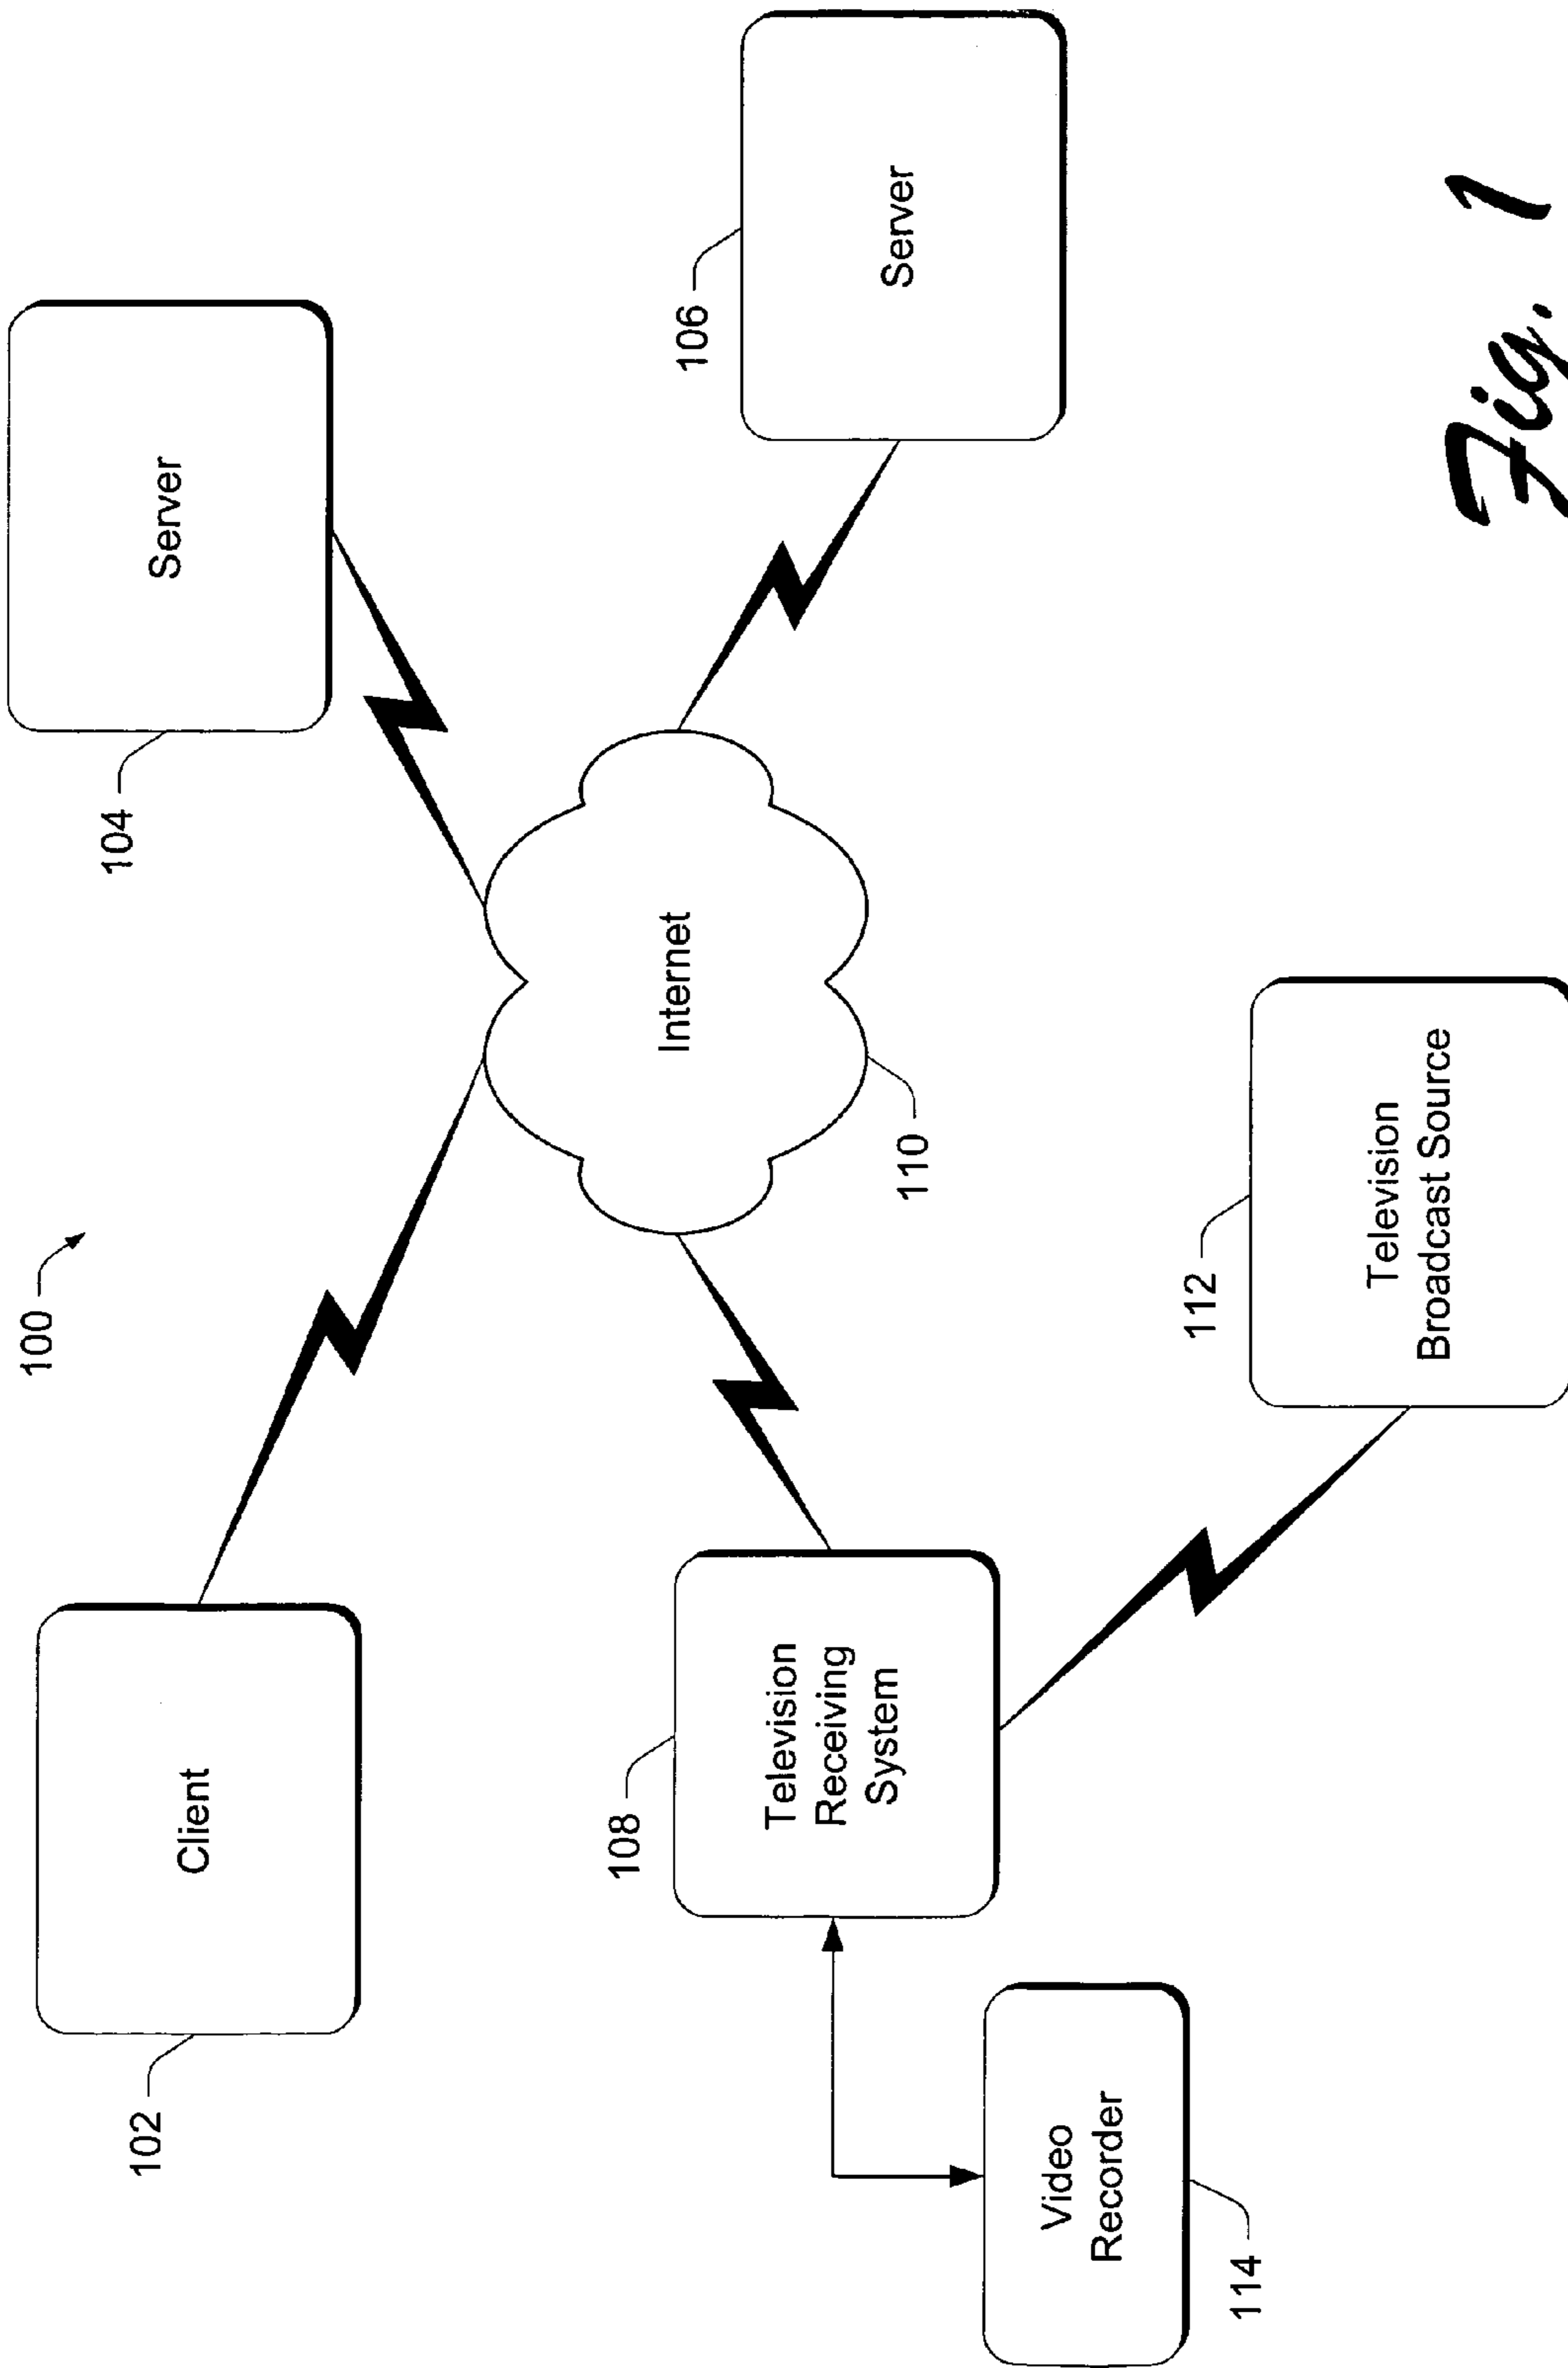 100
102
Client
104
Server
106
Server
Internet
110
108
Television
Receiving
System
Video
Recorder
114
112
Television
Broadcast Source
Fig. 1